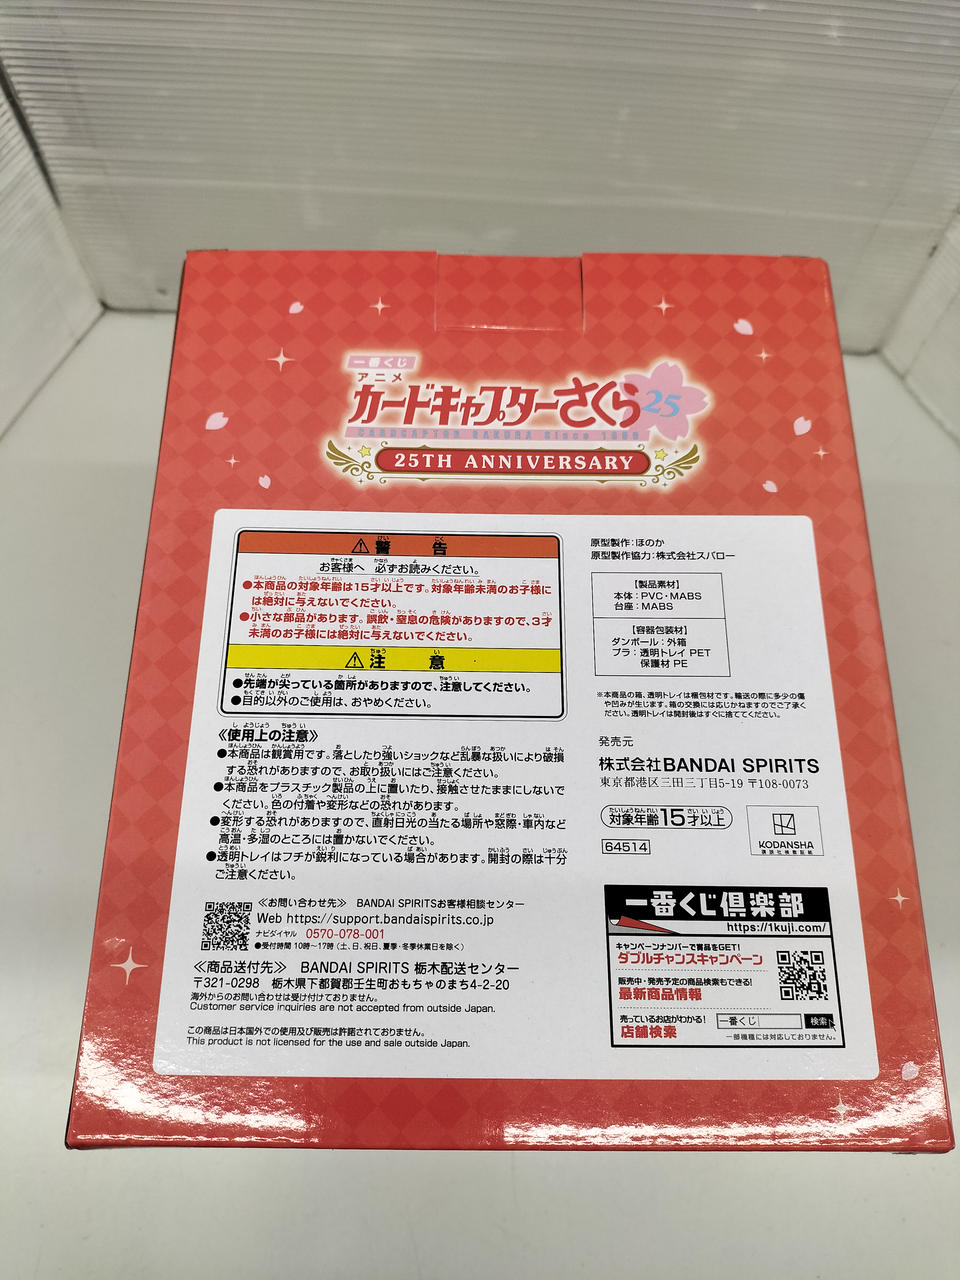 一番くじ
アニメ
カードキャプターさくら 25
CARDCAPTOR SAKURA Since 1998
25TH ANNIVERSARY
⚠警告
お客様へ 必ずお読みください。
●本商品の対象年齢は15才以上です。対象年齢未満のお子様に
は絶対に与えないでください。
●小さな部品があります。誤飲・窒息の危険がありますので、3才
未満のお子様には絶対に与えないでください。
⚠注意
●先端が尖っている箇所がありますので、注意してください。
●目的以外のご使用は、おやめください。
《使用上の注意》
●本商品は観賞用です。落としたり強いショックなど乱暴な扱いにより破損
する恐れがありますので、お取り扱いにはご注意ください。
●本商品をプラスチック製品の上に置いたり、接触させたままにしないで
ください。色の付着や変形などの恐れがあります。
●変形する恐れがありますので、直射日光の当たる場所や窓際・車内など
高温・多湿のところには置かないでください。
●透明トレイはフチが鋭利になっている場合があります。開封の際は十分
ご注意ください。
≪お問い合わせ先≫ BANDAI SPIRITSお客様相談センター
Web https://support.bandaispirits.co.jp
ナビダイヤル 0570-078-001
●受付時間 10時〜17時(土、日、祝日、夏季・冬季休業日を除く)
≪商品送付先≫ BANDAI SPIRITS 栃木配送センター
〒321-0298 栃木県下都賀郡壬生町おもちゃのまち4-2-20
海外からのお問い合わせは受け付けておりません。
Customer service inquiries are not accepted from outside Japan.
この商品は日本国外での使用及び販売は許諾されておりません。
This product is not licensed for the use and sale outside Japan.
原型製作:ほのか
原型製作協力:株式会社スパロー
【製品素材】
本体:PVC・MABS
台座:MABS
【容器包装材】
ダンボール:外箱
プラ:透明トレイ PET
保護材 PE
※本商品の箱、透明トレイは梱包材です。輸送の際に多少の傷
や凹みが生じます。箱の交換には応じかねますのでご了承く
ださい。透明トレイは開封後はすぐに捨ててください。
発売元
株式会社BANDAI SPIRITS
東京都港区三田三丁目5-19 〒108-0073
対象年齢15才以上
64514
KODANSHA
講談社検査証紙
一番くじ倶楽部
https://1kuji.com/
キャンペーンナンバーで賞品をGET!
ダブルチャンスキャンペーン
販売中・発売予定の商品検索もできる!
最新商品情報
売っているお店がわかる!
店舗検索
一番くじ 検索
一部機種には対応しておりません。